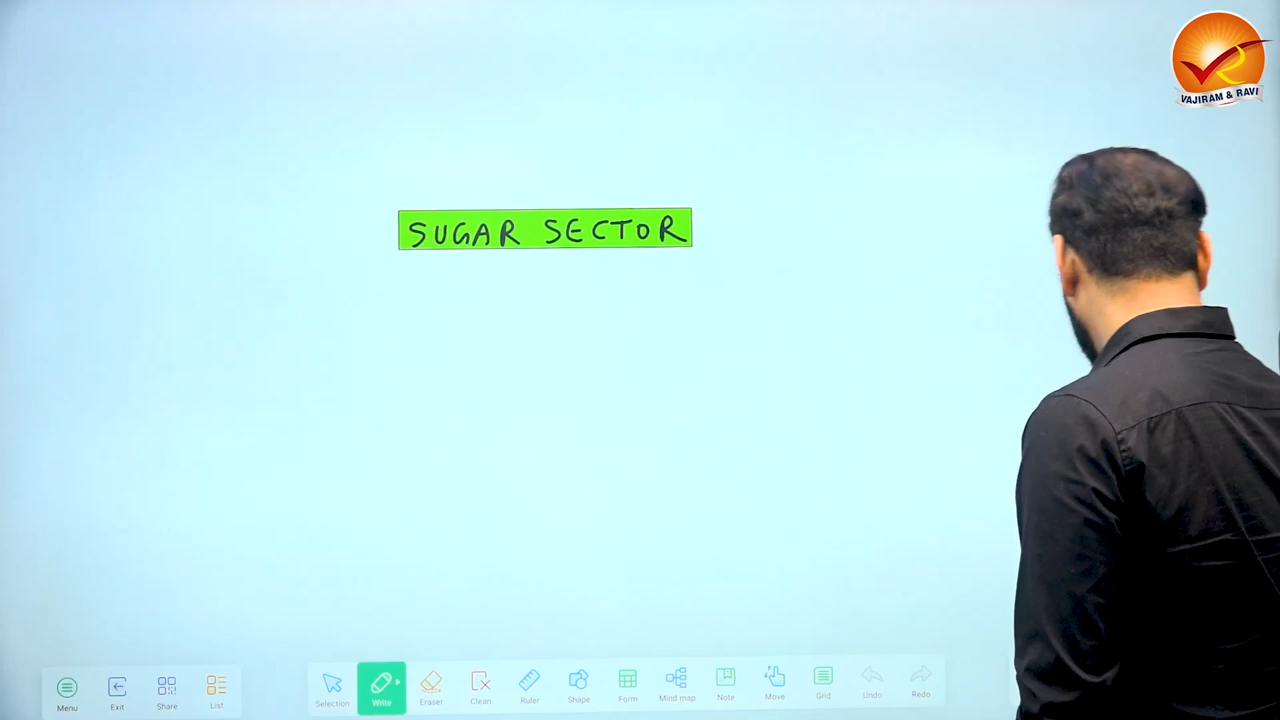 VAJIRAM & RAVI
SUGAR SECTOR
Menu
Exit
Share
List
Selection
Write
Eraser
Clean
Ruler
Shape
Form
Mind map
Note
Move
Grid
Undo
Redo